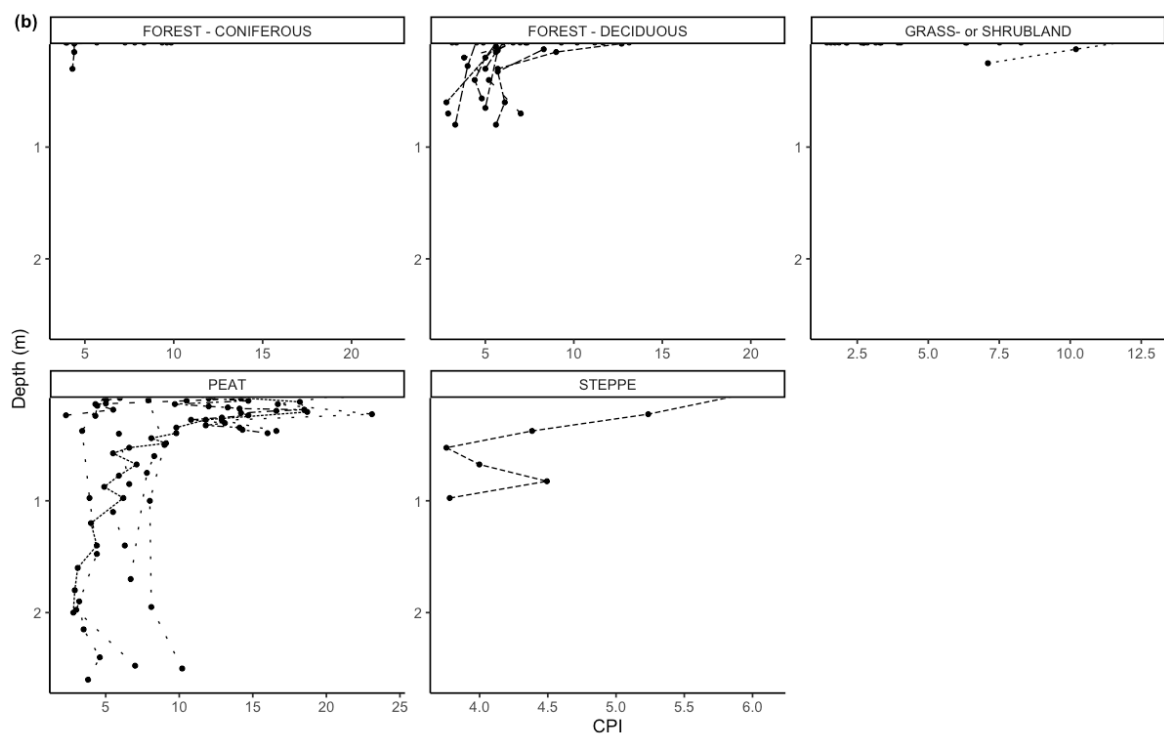 (b)
FOREST - CONIFEROUS
FOREST - DECIDUOUS
GRASS- or SHRUBLAND
1
2
1
2
1
2
5 10 15 20
5 10 15 20
2.5 5.0 7.5 10.0 12.5
Depth (m)
PEAT
STEPPE
1
2
1
2
5 10 15 20 25
4.0 4.5 5.0 5.5 6.0
CPI